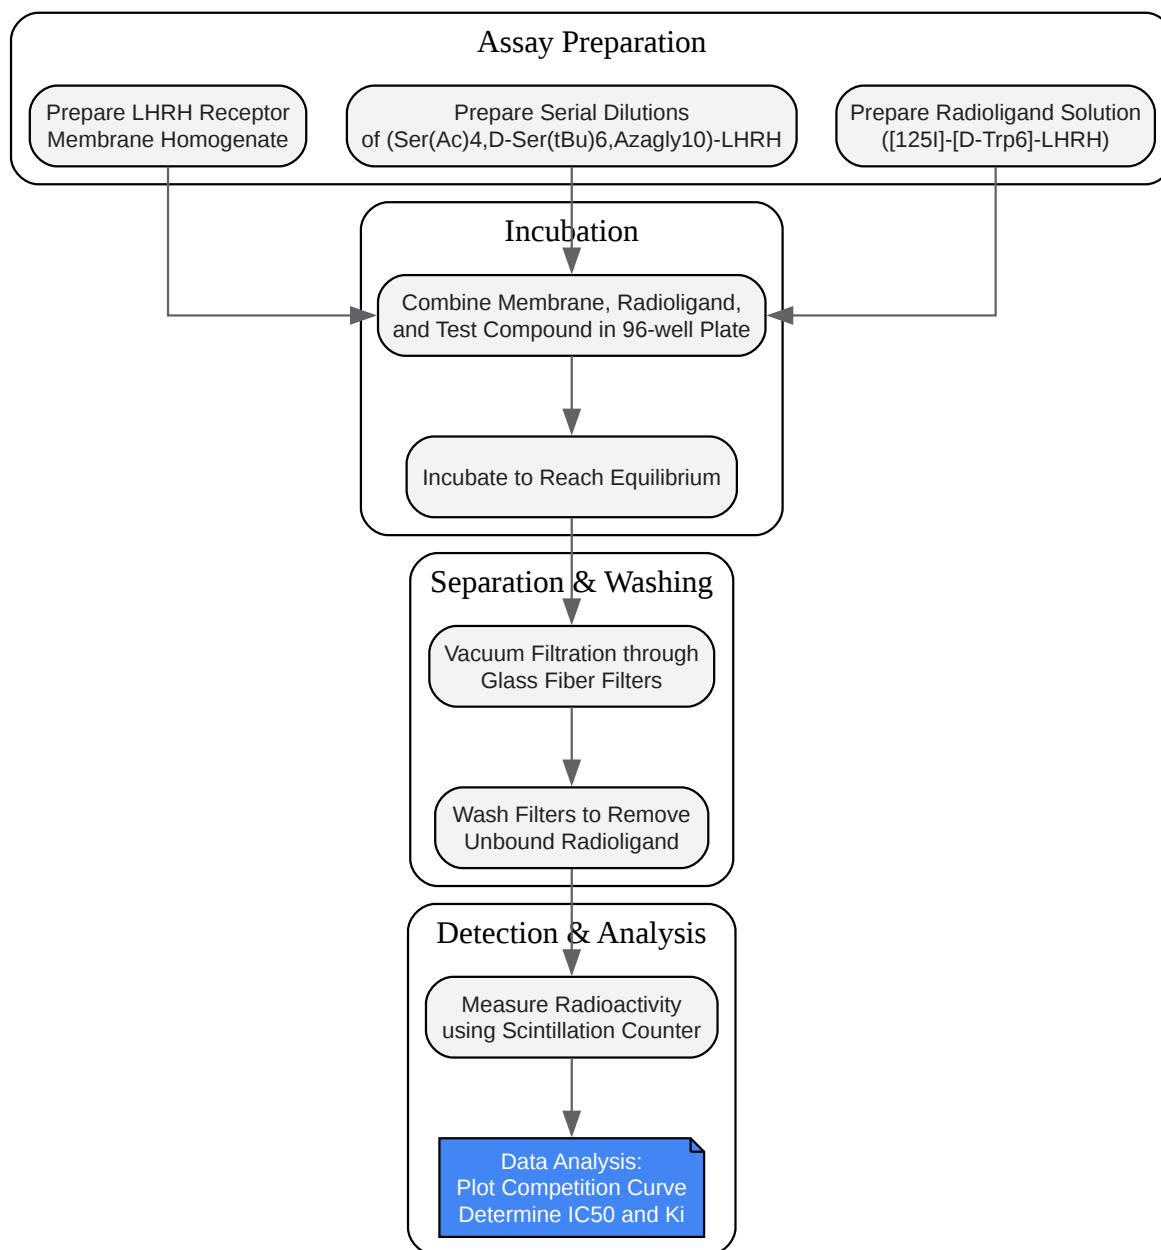 Assay Preparation
Prepare LHRH Receptor
Membrane Homogenate
Prepare Serial Dilutions
of (Ser(Ac)4,D-Ser(tBu)6,Azagly10)-LHRH
Prepare Radioligand Solution
([125I]-[D-Trp6]-LHRH)
Incubation
Combine Membrane, Radioligand,
and Test Compound in 96-well Plate
Incubate to Reach Equilibrium
Separation & Washing
Vacuum Filtration through
Glass Fiber Filters
Wash Filters to Remove
Unbound Radioligand
Detection & Analysis
Measure Radioactivity
using Scintillation Counter
Data Analysis:
Plot Competition Curve
Determine IC50 and Ki